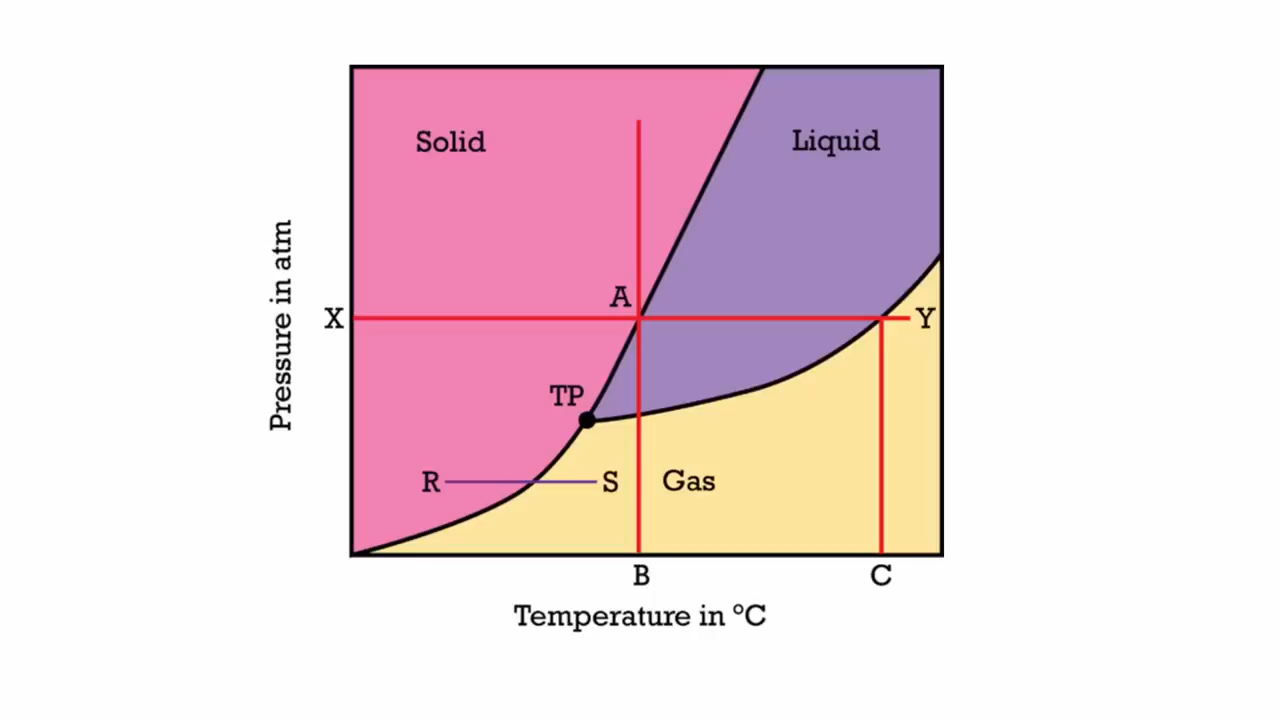 Solid
Liquid
Pressure in atm
A
X
Y
TP
R
S
Gas
B
C
Temperature in °C